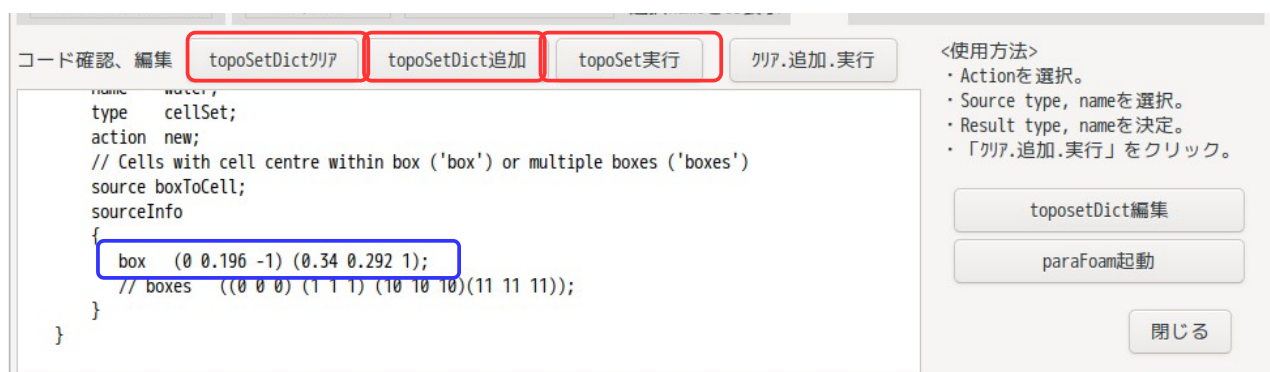 コード確認、編集 topoSetDictクリア topoSetDict追加 topoSet実行 クリア.追加.実行
name water;
type cellSet;
action new;
// Cells with cell centre within box ('box') or multiple boxes ('boxes')
source boxToCell;
sourceInfo
{
box (0 0.196 -1) (0.34 0.292 1);
// boxes ((0 0 0) (1 1 1) (10 10 10)(11 11 11));
}
}
<使用方法>
・Actionを選択。
・Source type, nameを選択。
・Result type, nameを決定。
・「クリア.追加.実行」をクリック。
toposetDict編集
paraFoam起動
閉じる